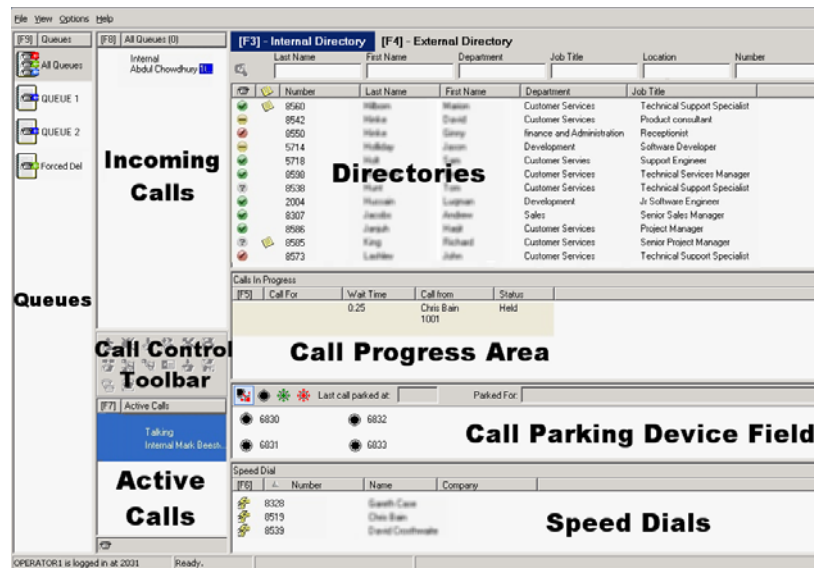 File View Options Help
[F9] Queues
All Queues
QUEUE 1
QUEUE 2
Forced Del
Queues
[F8] All Queues (0)
Internal
Abdul Chowdhury
Incoming
Calls
Call Control
Toolbar
[F7] Active Calls
Talking
Internal Mark Beesh..
Active
Calls
[F3] - Internal Directory [F4] - External Directory
Last Name First Name Department Job Title Location Number
Number Last Name First Name Department Job Title
8560 Customer Services Technical Support Specialist
8542 Customer Services Product consultant
8550 finance and Administration Receptionist
5714 Development Software Developer
5718 Customer Servies Support Engineer
8590 Customer Services Technical Services Manager
8538 Customer Services Technical Support Specialist
2004 Development Jr Software Engineer
8307 Sales Senior Sales Manager
8586 Customer Services Project Manager
8585 Customer Services Senior Project Manager
8573 Customer Services Technical Support Specialist
Directories
Calls In Progress
[F5] Call For Wait Time Call from Status
0:25 Chris Bain Held
1001
Call Progress Area
Last call parked at: Parked For:
6830 6832
6831 6833
Call Parking Device Field
Speed Dial
[F6] Number Name Company
8328
8519
8539
Speed Dials
OPERATOR1 is logged in at 2031 Ready.